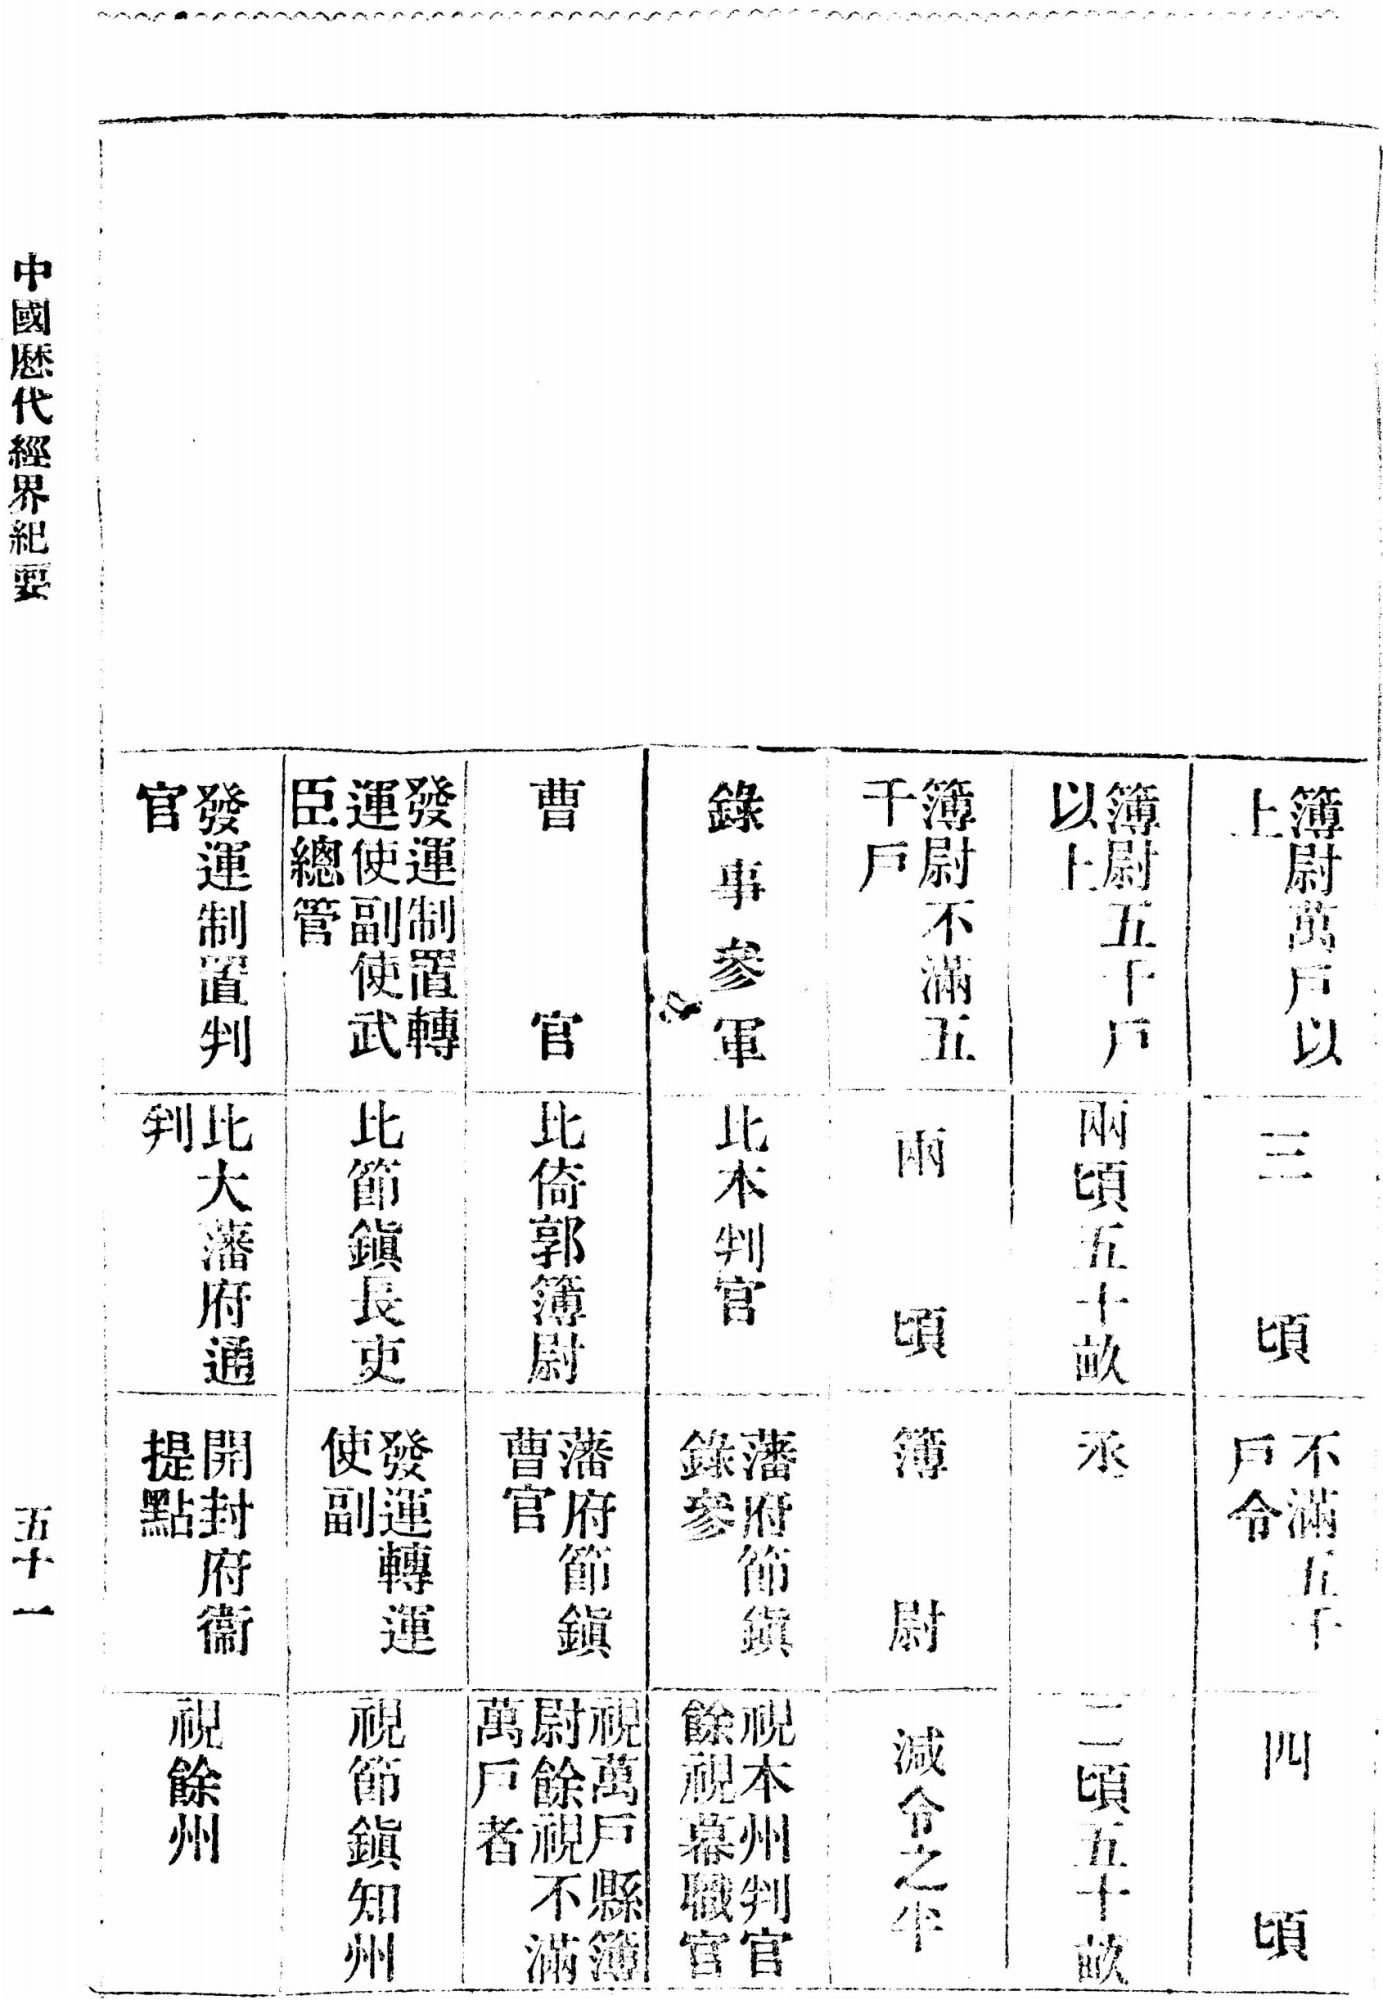 簿尉萬戶以
上
三頃
不滿五千
戶令
四頃
簿尉五千戶
以上
兩頃五十畝
丞
二頃五十畝
簿尉不滿五
千戶
兩頃
簿尉
減令之半
錄事參軍
比本判官
藩府節鎮
錄參
視本州判官
餘視幕職官
曹官
比倚郭簿尉
藩府節鎮
曹官
視萬戶縣簿
尉餘視不滿
萬戶者
發運制置轉
運使副使武
臣總管
比節鎮長吏
發運轉運
使副
視節鎮知州
發運制置判
官
比大藩府通
判
開封府衞
提點
視餘州
中國歷代經界紀要
五十一